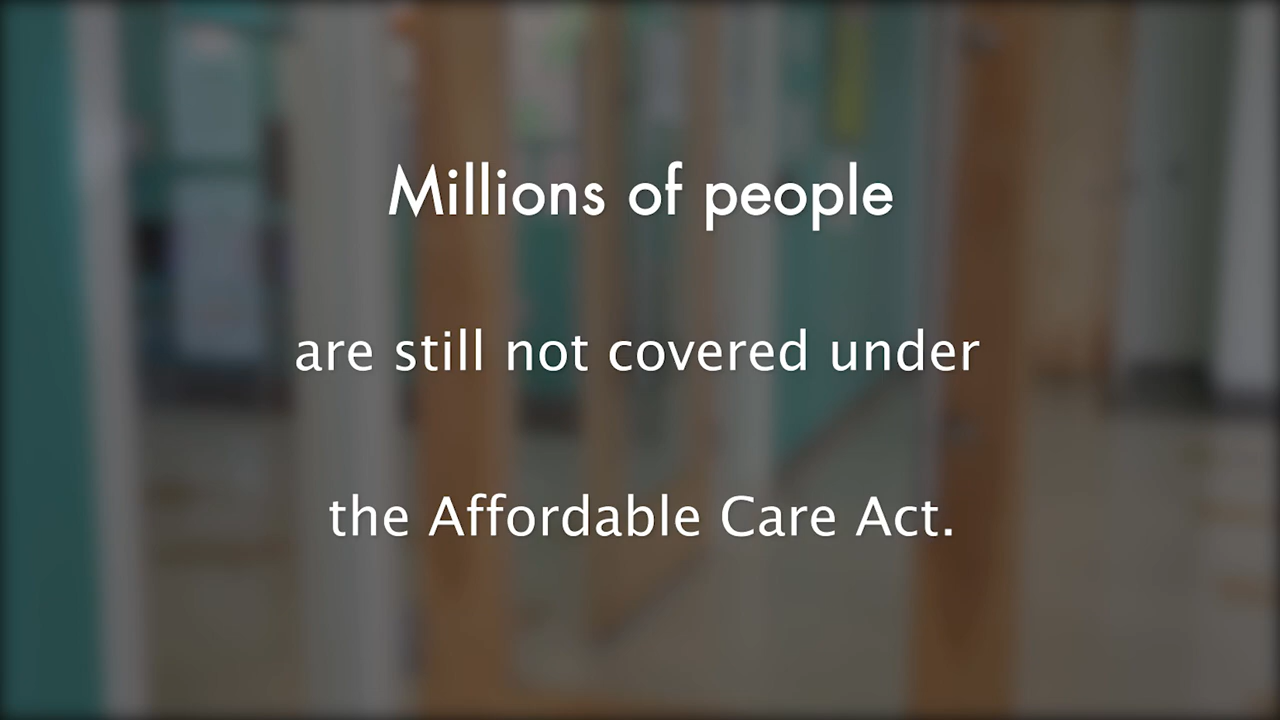 Millions of people
are still not covered under
the Affordable Care Act.